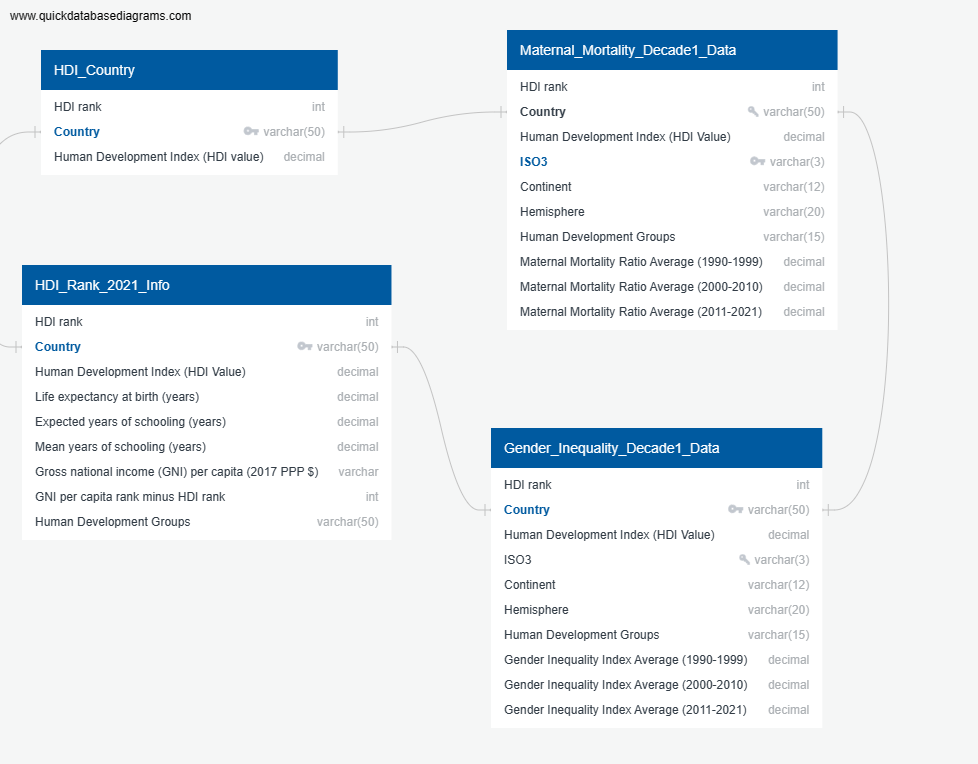 www.quickdatabasediagrams.com
HDI_Country
HDI rank int
Country varchar(50)
Human Development Index (HDI value) decimal
Maternal_Mortality_Decade1_Data
HDI rank int
Country varchar(50)
Human Development Index (HDI Value) decimal
ISO3 varchar(3)
Continent varchar(12)
Hemisphere varchar(20)
Human Development Groups varchar(15)
Maternal Mortality Ratio Average (1990-1999) decimal
Maternal Mortality Ratio Average (2000-2010) decimal
Maternal Mortality Ratio Average (2011-2021) decimal
HDI_Rank_2021_Info
HDI rank int
Country varchar(50)
Human Development Index (HDI Value) decimal
Life expectancy at birth (years) decimal
Expected years of schooling (years) decimal
Mean years of schooling (years) decimal
Gross national income (GNI) per capita (2017 PPP $) varchar
GNI per capita rank minus HDI rank int
Human Development Groups varchar(50)
Gender_Inequality_Decade1_Data
HDI rank int
Country varchar(50)
Human Development Index (HDI Value) decimal
ISO3 varchar(3)
Continent varchar(12)
Hemisphere varchar(20)
Human Development Groups varchar(15)
Gender Inequality Index Average (1990-1999) decimal
Gender Inequality Index Average (2000-2010) decimal
Gender Inequality Index Average (2011-2021) decimal